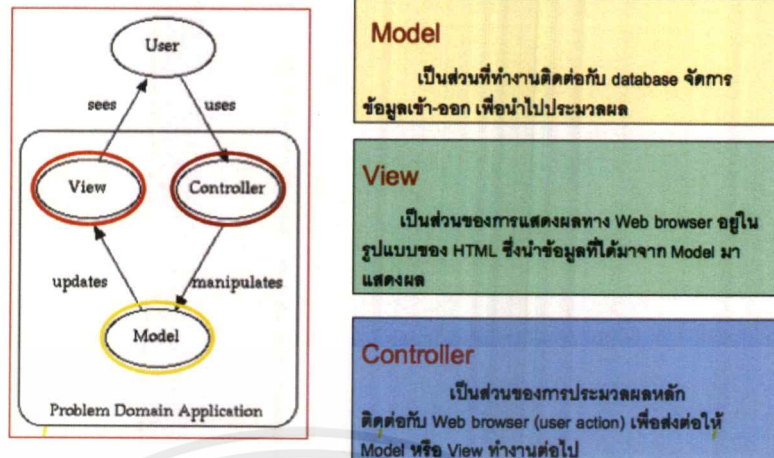 User
sees
uses
View
Controller
updates
manipulates
Model
Problem Domain Application
Model
เป็นส่วนที่ทำงานติดต่อกับ database จัดการ
ข้อมูลเข้า-ออก เพื่อนำไปประมวลผล
View
เป็นส่วนของการแสดงผลทาง Web browser อยู่ใน
รูปแบบของ HTML ซึ่งนำข้อมูลที่ได้มาจาก Model มา
แสดงผล
Controller
เป็นส่วนของการประมวลผลหลัก
ติดต่อกับ Web browser (user action) เพื่อส่งต่อให้
Model หรือ View ทำงานต่อไป